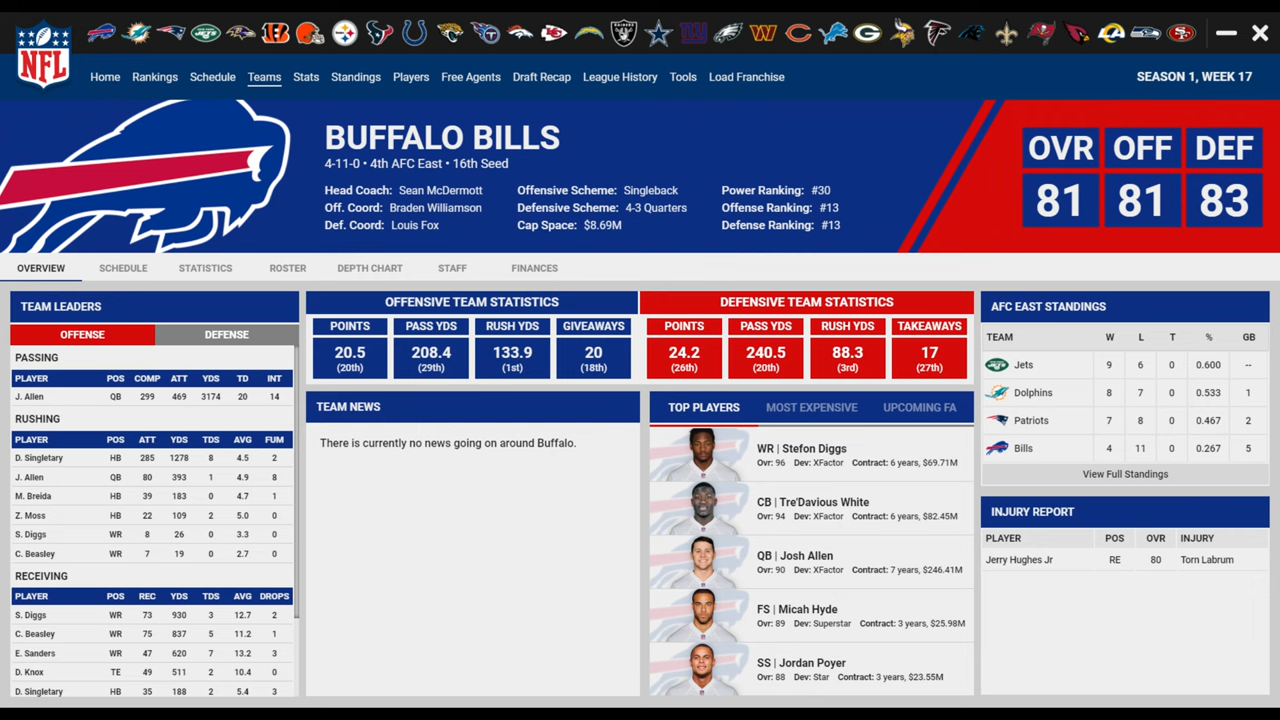 NFL
Home Rankings Schedule Teams Stats Standings Players Free Agents Draft Recap League History Tools Load Franchise
SEASON 1, WEEK 17
BUFFALO BILLS
4-11-0 • 4th AFC East • 16th Seed
Head Coach: Sean McDermott Offensive Scheme: Singleback Power Ranking: #30
Off. Coord: Braden Williamson Defensive Scheme: 4-3 Quarters Offense Ranking: #13
Def. Coord: Louis Fox Cap Space: $8.69M Defense Ranking: #13
OVR OFF DEF
81 81 83
OVERVIEW SCHEDULE STATISTICS ROSTER DEPTH CHART STAFF FINANCES
TEAM LEADERS
OFFENSE DEFENSE
PASSING
PLAYER POS COMP ATT YDS TD INT
J. Allen QB 299 469 3174 20 14
RUSHING
PLAYER POS ATT YDS TDS AVG FUM
D. Singletary HB 285 1278 8 4.5 2
J. Allen QB 80 393 1 4.9 8
M. Breida HB 39 183 0 4.7 1
Z. Moss HB 22 109 2 5.0 0
S. Diggs WR 8 26 0 3.3 0
C. Beasley WR 7 19 0 2.7 0
RECEIVING
PLAYER POS REC YDS TDS AVG DROPS
S. Diggs WR 73 930 3 12.7 2
C. Beasley WR 75 837 5 11.2 1
E. Sanders WR 47 620 7 13.2 3
D. Knox TE 49 511 2 10.4 0
D. Singletary HB 35 188 2 5.4 3
OFFENSIVE TEAM STATISTICS
POINTS PASS YDS RUSH YDS GIVEAWAYS
20.5 208.4 133.9 20
(20th) (29th) (1st) (18th)
DEFENSIVE TEAM STATISTICS
POINTS PASS YDS RUSH YDS TAKEAWAYS
24.2 240.5 88.3 17
(26th) (20th) (3rd) (27th)
TEAM NEWS
There is currently no news going on around Buffalo.
TOP PLAYERS MOST EXPENSIVE UPCOMING FA
WR | Stefon Diggs
Ovr: 96 Dev: XFactor Contract: 6 years, $69.71M
CB | Tre'Davious White
Ovr: 94 Dev: XFactor Contract: 6 years, $82.45M
QB | Josh Allen
Ovr: 90 Dev: XFactor Contract: 7 years, $246.41M
FS | Micah Hyde
Ovr: 89 Dev: Superstar Contract: 3 years, $25.98M
SS | Jordan Poyer
Ovr: 88 Dev: Star Contract: 3 years, $23.55M
AFC EAST STANDINGS
TEAM W L T % GB
Jets 9 6 0 0.600 --
Dolphins 8 7 0 0.533 1
Patriots 7 8 0 0.467 2
Bills 4 11 0 0.267 5
View Full Standings
INJURY REPORT
PLAYER POS OVR INJURY
Jerry Hughes Jr RE 80 Torn Labrum